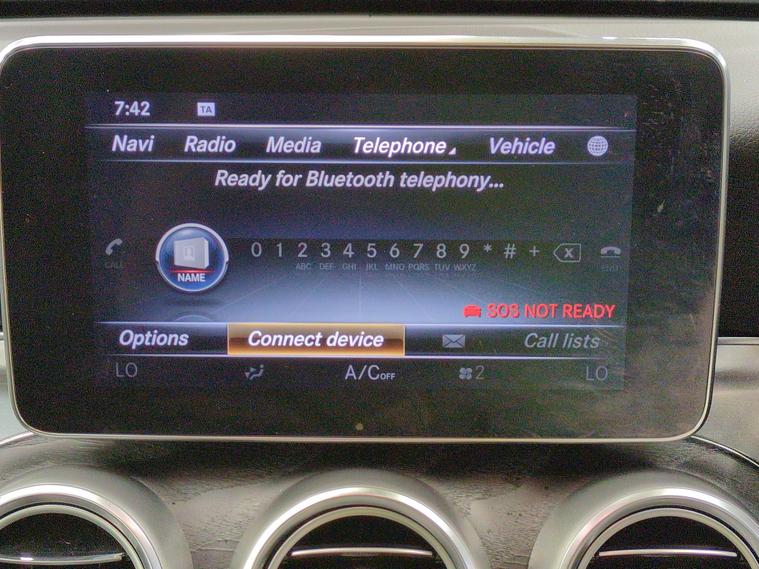 7:42 TA
Navi Radio Media Telephone Vehicle
Ready for Bluetooth telephony...
CALL NAME 0 1 2 3 4 5 6 7 8 9 * # + END
ABC DEF GHI JKL MNO PQRS TUV WXYZ
SOS NOT READY
Options Connect device Call lists
LO A/C OFF 2 LO